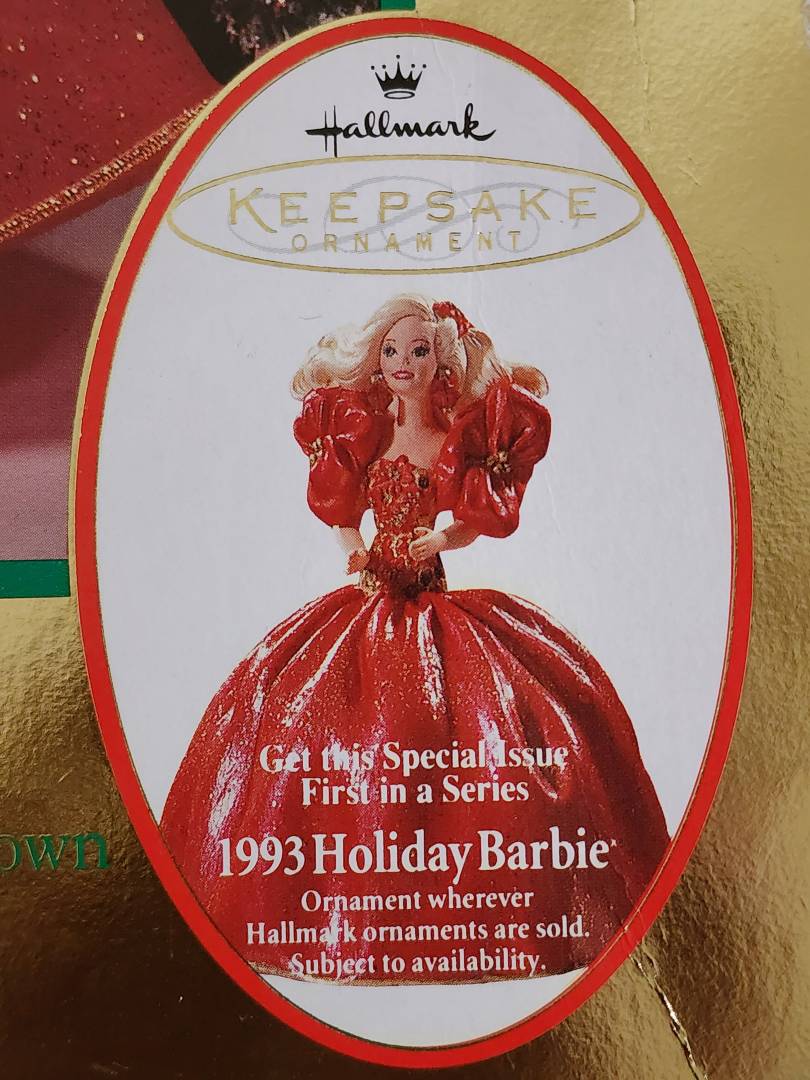 Hallmark
KEEPSAKE
ORNAMENT
Get this Special Issue
First in a Series
1993 Holiday Barbie
Ornament wherever
Hallmark ornaments are sold.
Subject to availability.
own